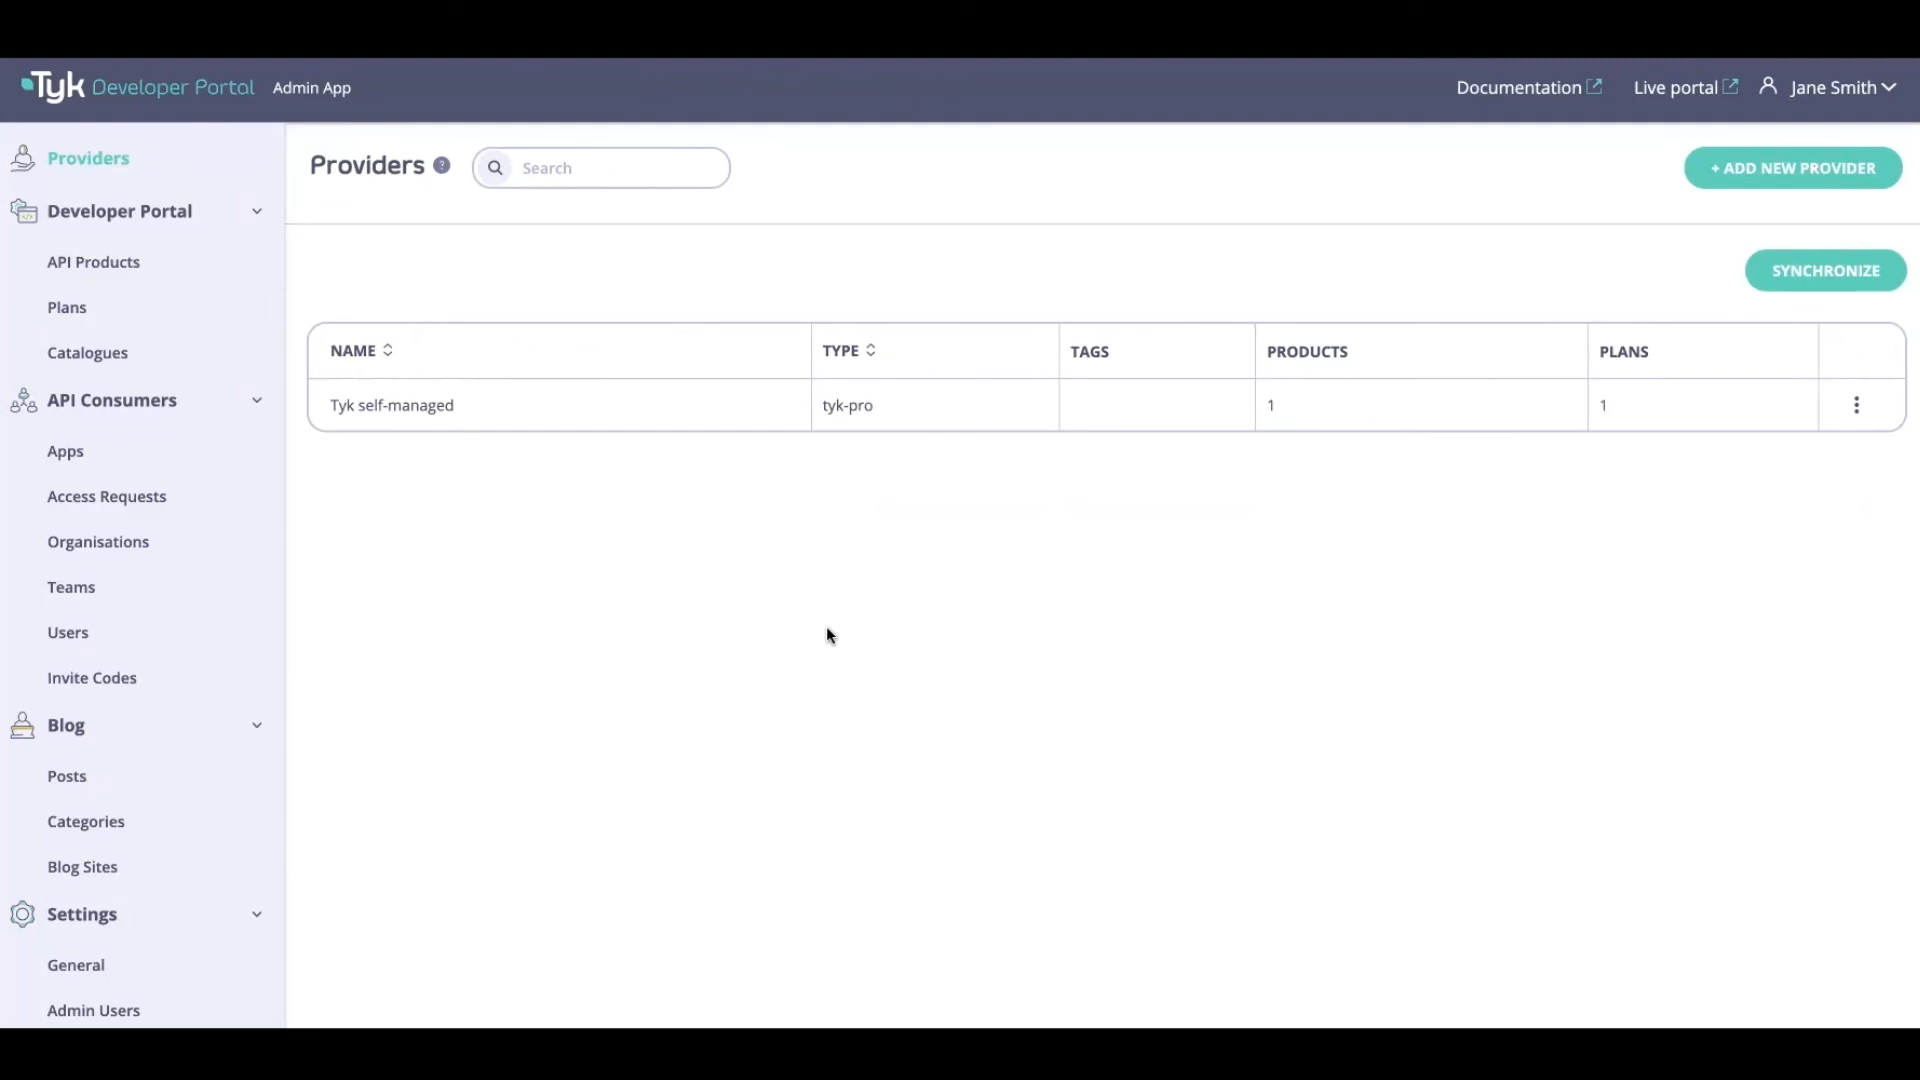 Tyk Developer Portal Admin App Documentation Live portal Jane Smith
Providers
Developer Portal
API Products
Plans
Catalogues
API Consumers
Apps
Access Requests
Organisations
Teams
Users
Invite Codes
Blog
Posts
Categories
Blog Sites
Settings
General
Admin Users
Providers ? Search + ADD NEW PROVIDER
SYNCHRONIZE
NAME TYPE TAGS PRODUCTS PLANS
Tyk self-managed tyk-pro 1 1